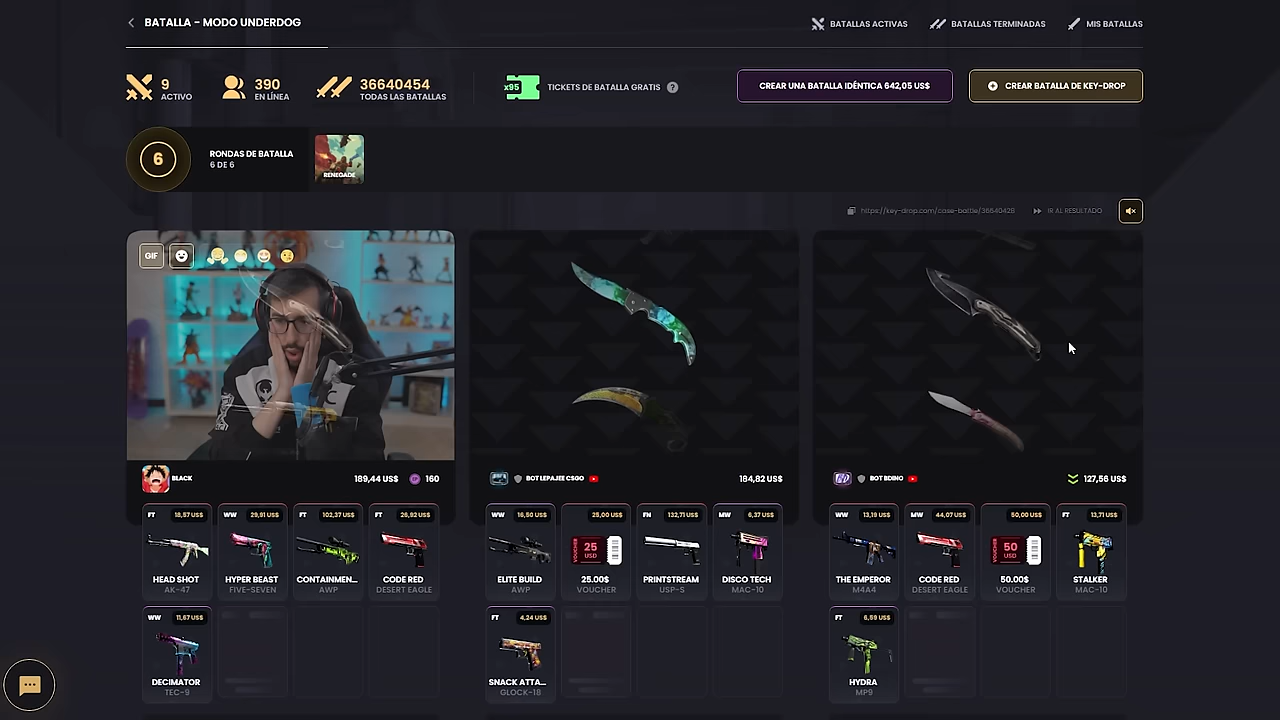 BATALLA - MODO UNDERDOG
BATALLAS ACTIVAS
BATALLAS TERMINADAS
MIS BATALLAS
9
ACTIVO
390
EN LÍNEA
36640454
TODAS LAS BATALLAS
x95
TICKETS DE BATALLA GRATIS
?
CREAR UNA BATALLA IDÉNTICA 642,05 US$
CREAR BATALLA DE KEY-DROP
6
RONDAS DE BATALLA
6 DE 6
RENEGADE
https://key-drop.com/case-battle/36640428
IR AL RESULTADO
GIF
BLACK
189,44 US$
160
BOT LEPAJEE CSGO
184,82 US$
BOT BDINO
127,56 US$
FT
18,57 US$
HEAD SHOT
AK-47
WW
29,91 US$
HYPER BEAST
FIVE-SEVEN
FT
102,37 US$
CONTAINMEN...
AWP
FT
26,92 US$
CODE RED
DESERT EAGLE
WW
16,50 US$
ELITE BUILD
AWP
25,00 US$
VOUCHER
25
USD
25.00$
VOUCHER
FN
132,71 US$
PRINTSTREAM
USP-S
MW
6,37 US$
DISCO TECH
MAC-10
WW
13,19 US$
THE EMPEROR
M4A4
MW
44,07 US$
CODE RED
DESERT EAGLE
50,00 US$
VOUCHER
50
USD
50.00$
VOUCHER
FT
13,71 US$
STALKER
MAC-10
WW
11,67 US$
DECIMATOR
TEC-9
FT
4,24 US$
SNACK ATTA...
GLOCK-18
FT
6,59 US$
HYDRA
MP9